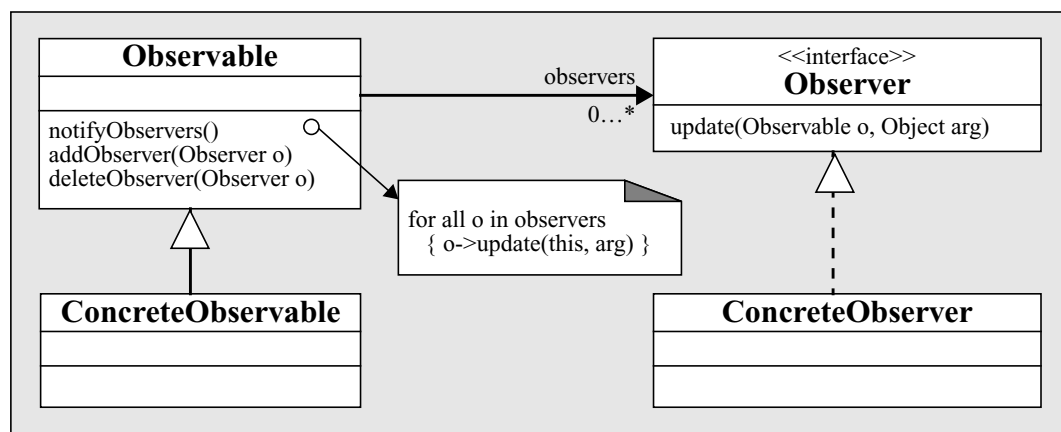 Observable
notifyObservers()
addObserver(Observer o)
deleteObserver(Observer o)
observers
0…*
<<interface>>
Observer
update(Observable o, Object arg)
for all o in observers
{ o->update(this, arg) }
ConcreteObservable
ConcreteObserver